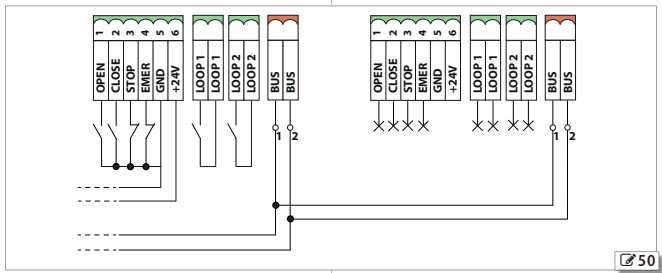 1 2 3 4 5 6
OPEN CLOSE STOP EMER GND +24V
LOOP 1 LOOP 1
LOOP 2 LOOP 2
BUS BUS
1 2
1 2 3 4 5 6
OPEN CLOSE STOP EMER GND +24V
LOOP 1 LOOP 1
LOOP 2 LOOP 2
BUS BUS
1 2
50